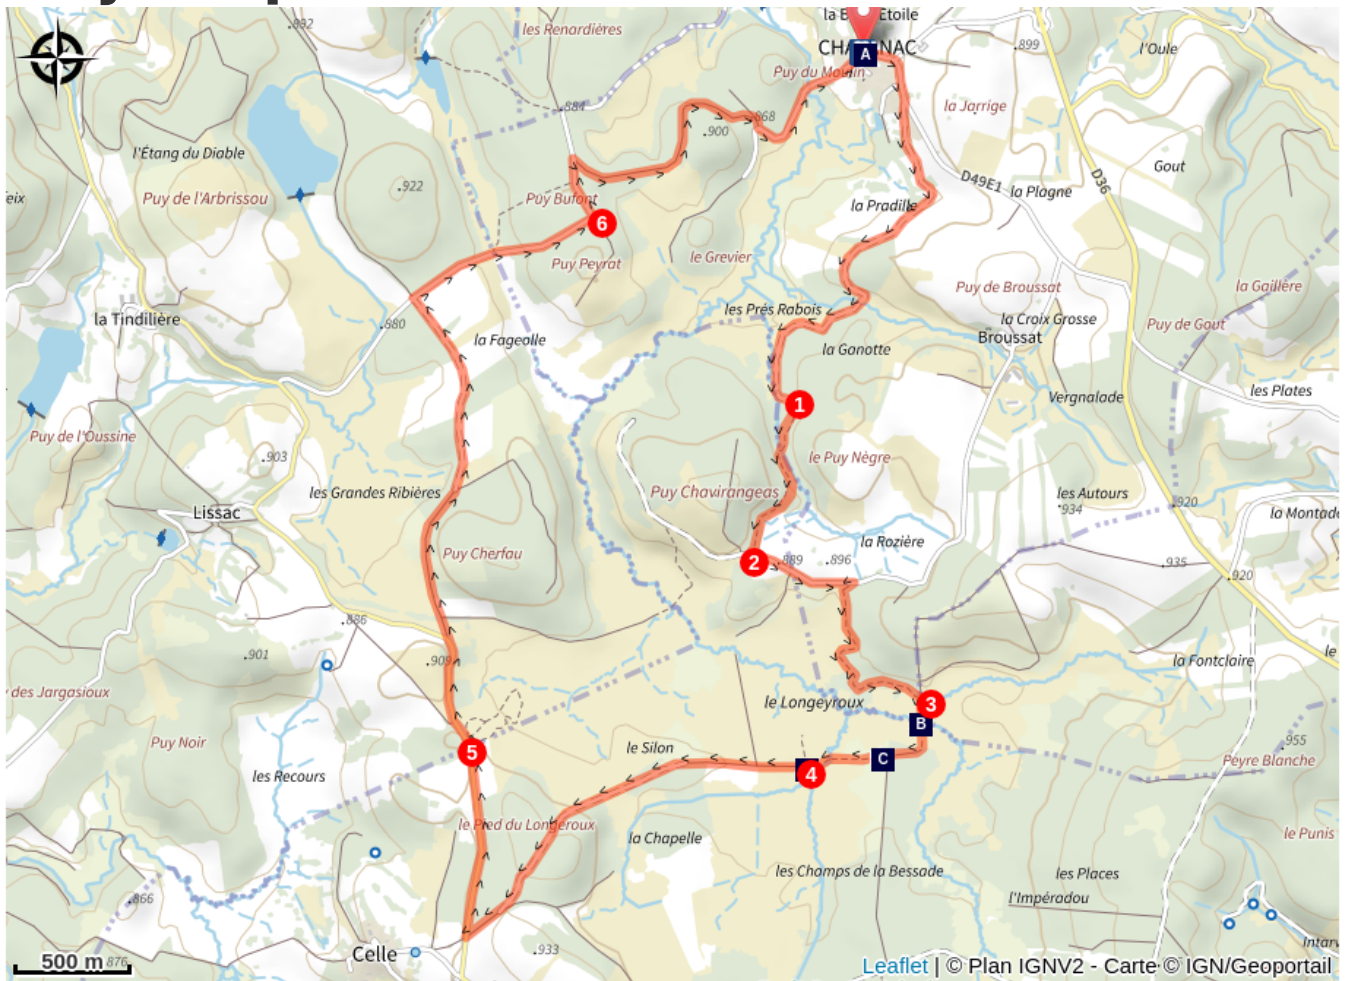 la B Etoile
CHA NAC
A
les Renardières
.892
.899
l'Oule
Puy du Moulin
la Jarrige
.884
.868
.900
l'Étang du Diable
Gout
D49E1
D36
eix
Puy de l'Arbrissou
.922
Puy Bufont
la Plagne
la Pradille
6
Puy Peyrat
le Grevier
Puy de Broussat
la Gaillère
la Tindilière
.880
les Prés Rabois
la Croix Grosse
Puy de Gout
la Fageolle
la Ganotte
Broussat
les Plates
Vergnalade
1
Puy de l'Oussine
.903
le Puy Nègre
les Grandes Ribières
Puy Chavirangeas
les Autours
.934
.920
Lissac
la Montade
la Rozière
Puy Cherfau
2
.889
.896
.935
.920
.886
.901
.909
la Fontclaire
le
des Jargasioux
le Longeyroux
3
B
Puy Noir
5
le Silon
C
.955
Peyre Blanche
les Recours
4
le Pied du Longeroux
la Chapelle
le Punis
les Champs de la Bessade
les Places
l'Impéradou
.866
Celle
.933
Intar
500 m
876
Leaflet | © Plan IGNV2 - Carte © IGN/Geoportail